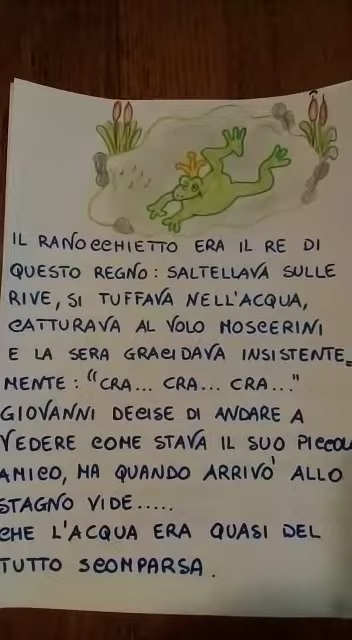 IL RANOCCHIETTO ERA IL RE DI
QUESTO REGNO: SALTELLAVA SULLE
RIVE, SI TUFFAVA NELL'ACQUA,
CATTURAVA AL VOLO MOSCERINI
E LA SERA GRACIDAVA INSISTENTE=
MENTE: "CRA... CRA... CRA..."
GIOVANNI DECISE DI ANDARE A
VEDERE COME STAVA IL SUO PICCOL
AMICO, MA QUANDO ARRIVÒ ALLO
STAGNO VIDE.....
CHE L'ACQUA ERA QUASI DEL
TUTTO SCOMPARSA.